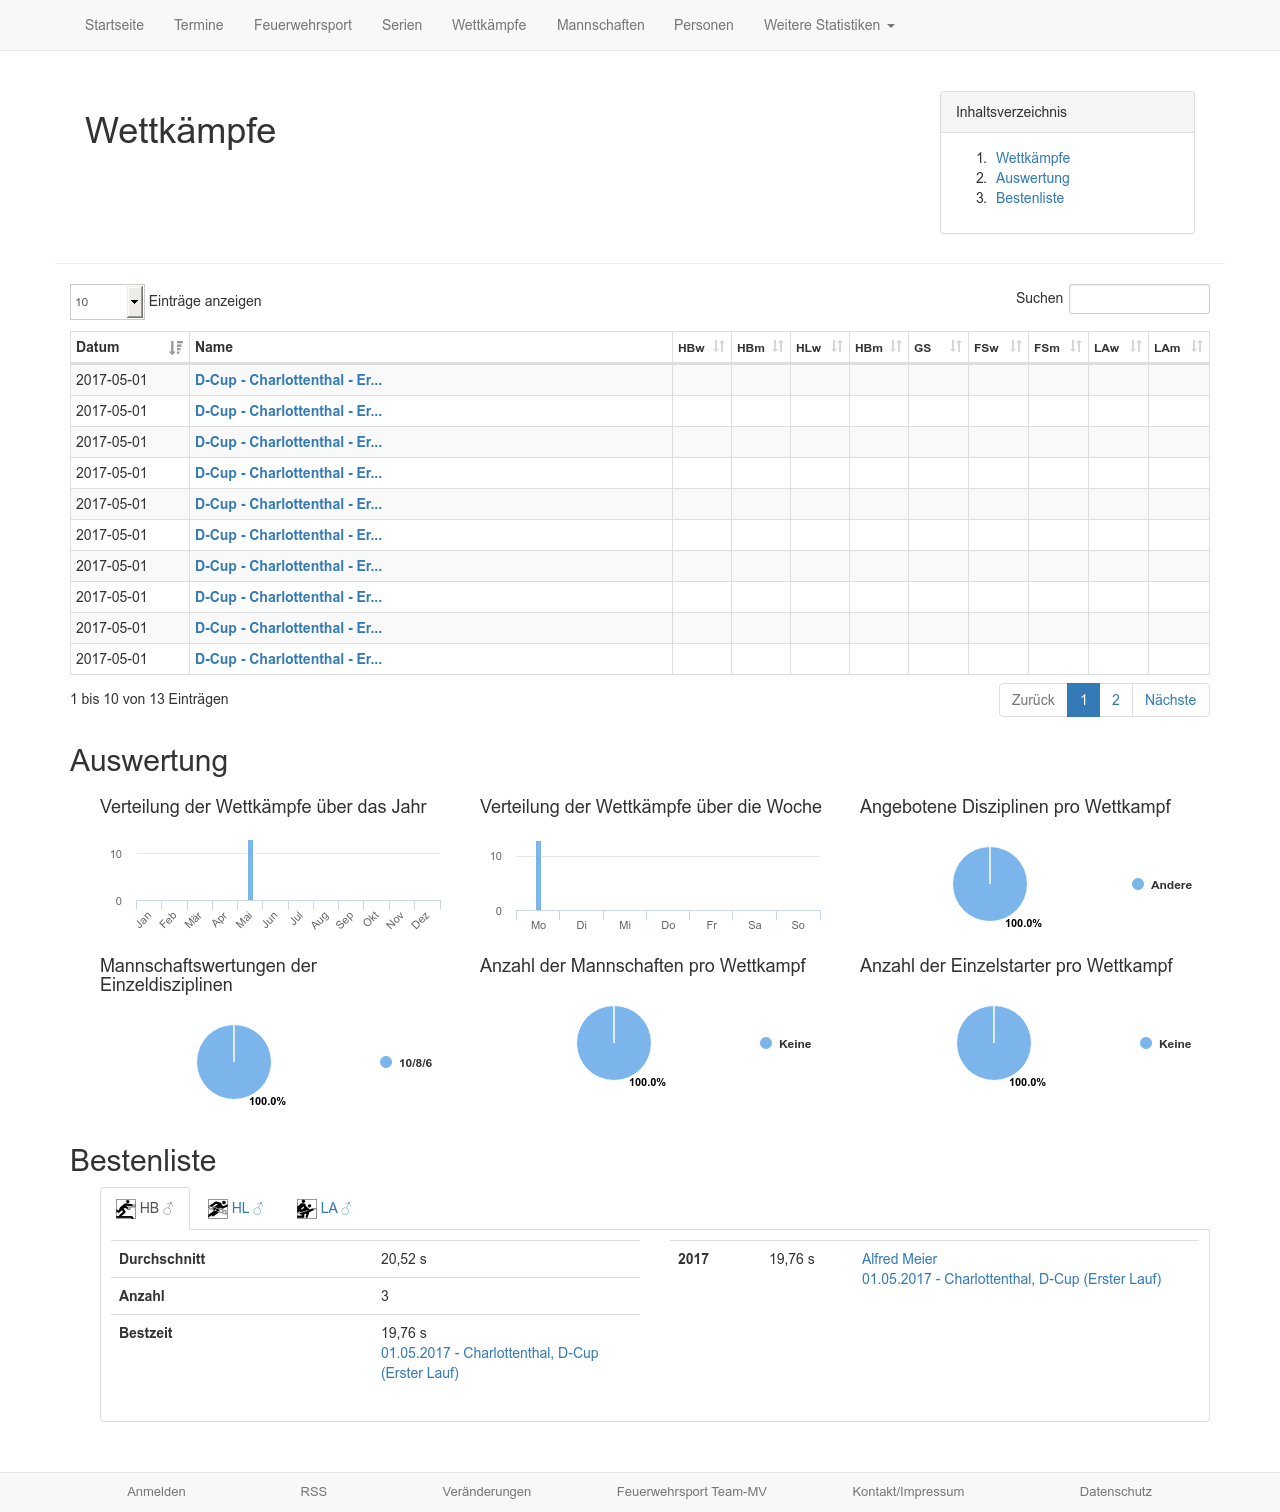 Startseite Termine Feuerwehrsport Serien Wettkämpfe Mannschaften Personen Weitere Statistiken
Wettkämpfe
Inhaltsverzeichnis
1. Wettkämpfe
2. Auswertung
3. Bestenliste
10 Einträge anzeigen
Suchen
Datum Name HBw HBm HLw HBm GS FSw FSm LAw LAm
2017-05-01 D-Cup - Charlottenthal - Er...
2017-05-01 D-Cup - Charlottenthal - Er...
2017-05-01 D-Cup - Charlottenthal - Er...
2017-05-01 D-Cup - Charlottenthal - Er...
2017-05-01 D-Cup - Charlottenthal - Er...
2017-05-01 D-Cup - Charlottenthal - Er...
2017-05-01 D-Cup - Charlottenthal - Er...
2017-05-01 D-Cup - Charlottenthal - Er...
2017-05-01 D-Cup - Charlottenthal - Er...
2017-05-01 D-Cup - Charlottenthal - Er...
1 bis 10 von 13 Einträgen
Zurück 1 2 Nächste
Auswertung
Verteilung der Wettkämpfe über das Jahr
10
0
Jan Feb Mär Apr Mai Jun Jul Aug Sep Okt Nov Dez
Verteilung der Wettkämpfe über die Woche
10
0
Mo Di Mi Do Fr Sa So
Angebotene Disziplinen pro Wettkampf
Andere
100.0%
Mannschaftswertungen der
Einzeldisziplinen
10/8/6
100.0%
Anzahl der Mannschaften pro Wettkampf
Keine
100.0%
Anzahl der Einzelstarter pro Wettkampf
Keine
100.0%
Bestenliste
HB ♂ HL ♂ LA ♂
Durchschnitt 20,52 s
Anzahl 3
Bestzeit 19,76 s
01.05.2017 - Charlottenthal, D-Cup
(Erster Lauf)
2017 19,76 s Alfred Meier
01.05.2017 - Charlottenthal, D-Cup (Erster Lauf)
Anmelden RSS Veränderungen Feuerwehrsport Team-MV Kontakt/Impressum Datenschutz